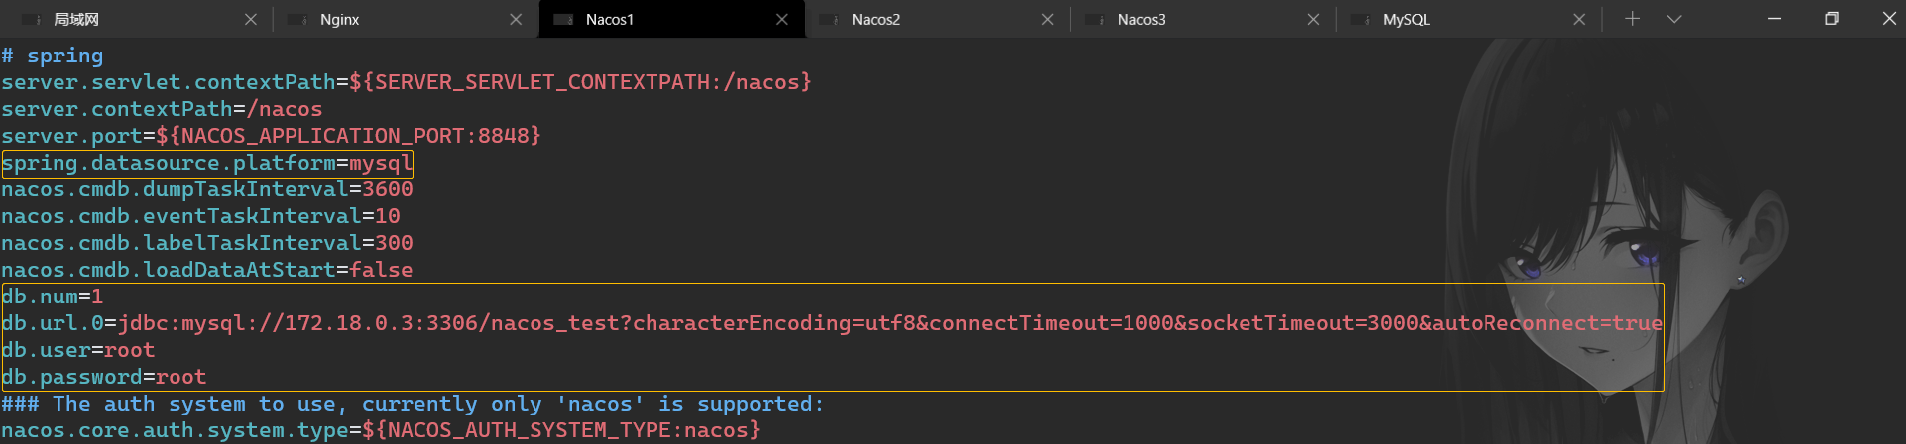 局域网 Nginx Nacos1 Nacos2 Nacos3 MySQL
# spring
server.servlet.contextPath=${SERVER_SERVLET_CONTEXTPATH:/nacos}
server.contextPath=/nacos
server.port=${NACOS_APPLICATION_PORT:8848}
spring.datasource.platform=mysql
nacos.cmdb.dumpTaskInterval=3600
nacos.cmdb.eventTaskInterval=10
nacos.cmdb.labelTaskInterval=300
nacos.cmdb.loadDataAtStart=false
db.num=1
db.url.0=jdbc:mysql://172.18.0.3:3306/nacos_test?characterEncoding=utf8&connectTimeout=1000&socketTimeout=3000&autoReconnect=true
db.user=root
db.password=root
### The auth system to use, currently only 'nacos' is supported:
nacos.core.auth.system.type=${NACOS_AUTH_SYSTEM_TYPE:nacos}